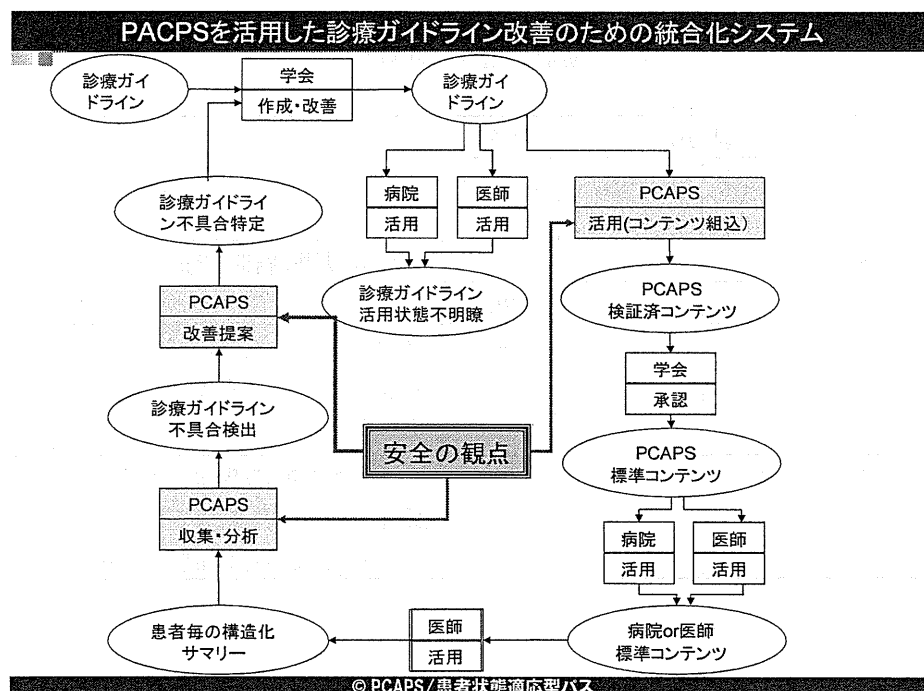 PACPSを活用した診療ガイドライン改善のための統合化システム
診療ガイ
ドライン
学会
作成・改善
診療ガイ
ドライン
病院
活用
医師
活用
PCAPS
活用(コンテンツ組込)
診療ガイドライ
ン不具合特定
診療ガイドライン
活用状態不明瞭
PCAPS
検証済コンテンツ
PCAPS
改善提案
学会
承認
診療ガイドライン
不具合検出
安全の観点
PCAPS
標準コンテンツ
PCAPS
収集・分析
病院
活用
医師
活用
患者毎の構造化
サマリー
医師
活用
病院or医師
標準コンテンツ
© PCAPS/患者状態適応型パス